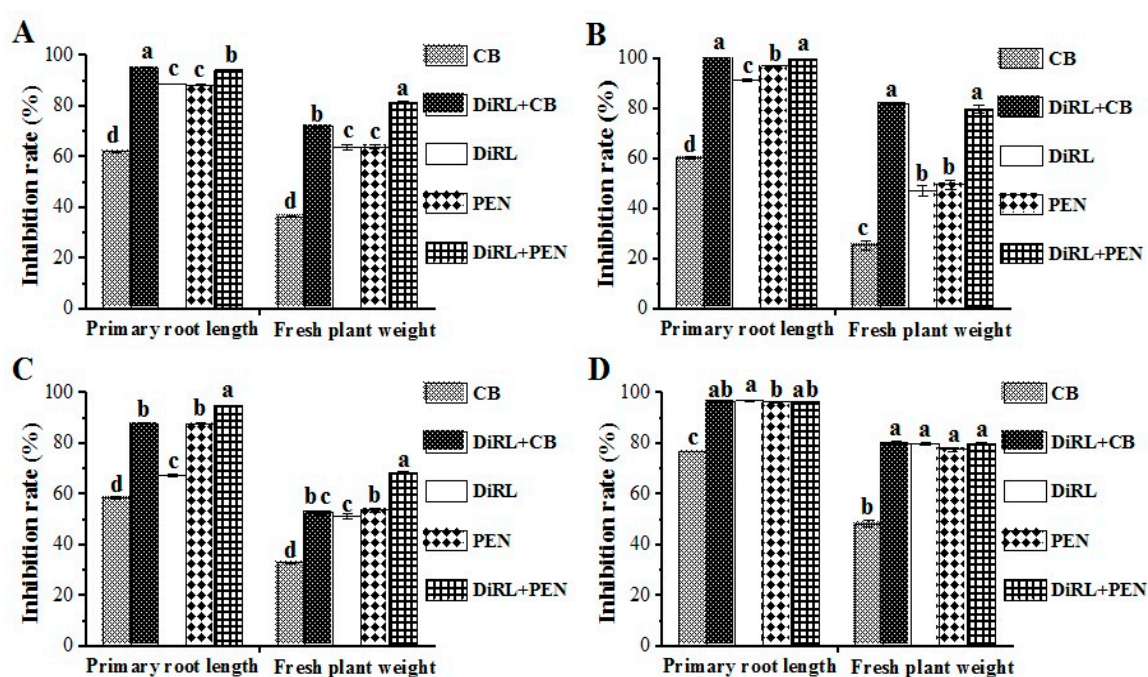 A
Inhibition rate (%)
100
80
60
40
20
0
d a c c b
d b c c a
Primary root length Fresh plant weight
CB
DiRL+CB
DiRL
PEN
DiRL+PEN
B
Inhibition rate (%)
100
80
60
40
20
0
d a c b a
c a b b a
Primary root length Fresh plant weight
CB
DiRL+CB
DiRL
PEN
DiRL+PEN
C
Inhibition rate (%)
100
80
60
40
20
0
d b c b a
d b c c b a
Primary root length Fresh plant weight
CB
DiRL+CB
DiRL
PEN
DiRL+PEN
D
Inhibition rate (%)
100
80
60
40
20
0
c ab a b ab
b a a a a
Primary root length Fresh plant weight
CB
DiRL+CB
DiRL
PEN
DiRL+PEN